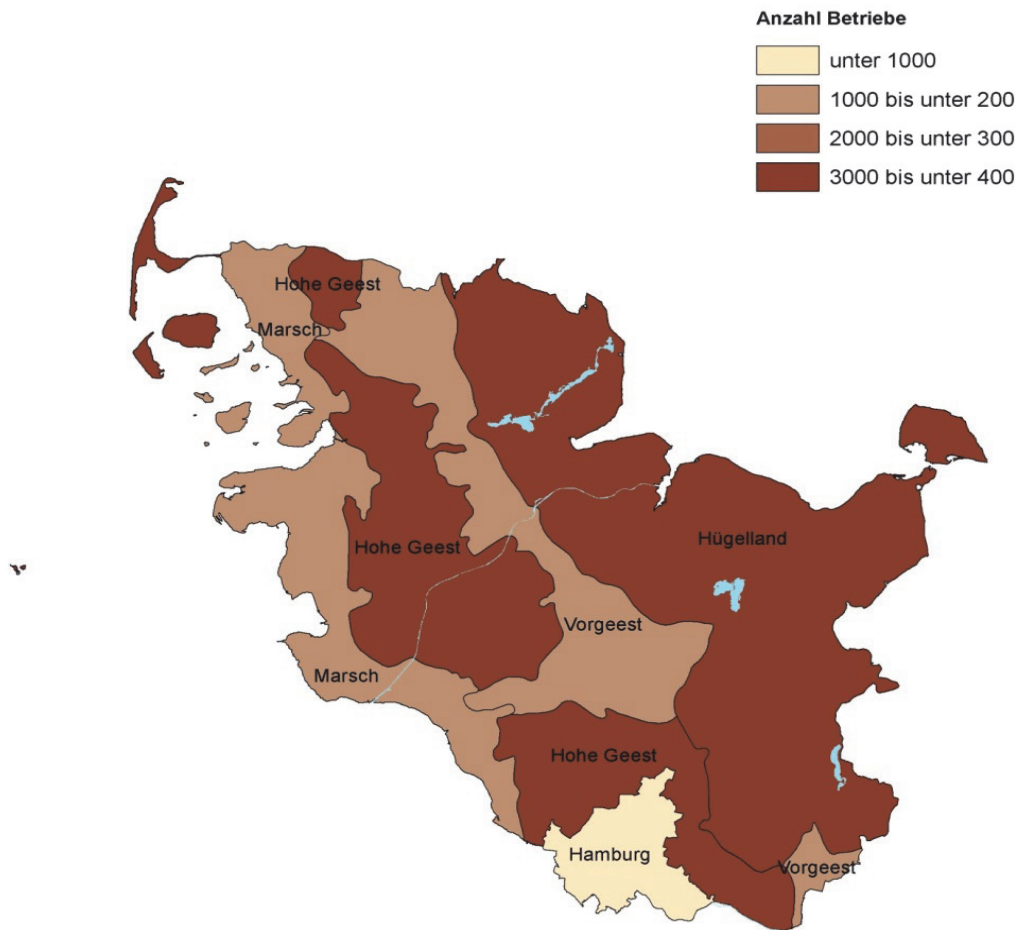 Anzahl Betriebe
unter 1000
1000 bis unter 200
2000 bis unter 300
3000 bis unter 400
Hohe Geest
Marsch
Hügelland
Hohe Geest
Vorgeest
Marsch
Hohe Geest
Hamburg
Vorgeest